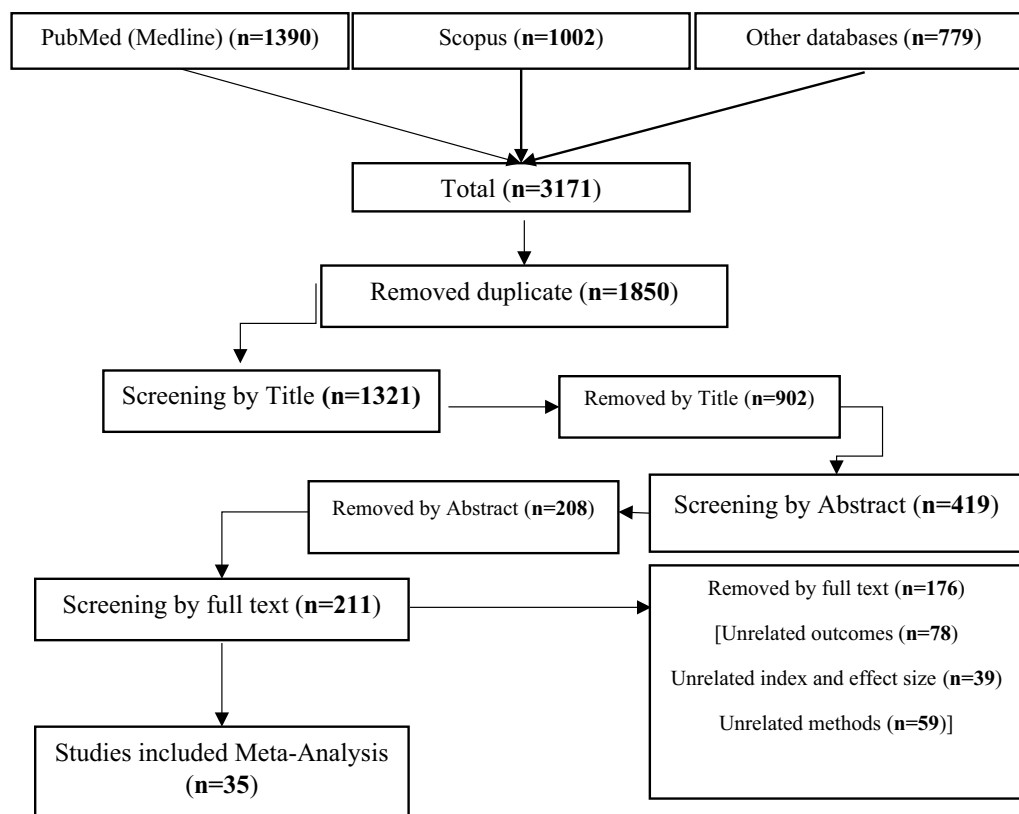 PubMed (Medline) (n=1390)
Scopus (n=1002)
Other databases (n=779)
Total (n=3171)
Removed duplicate (n=1850)
Screening by Title (n=1321)
Removed by Title (n=902)
Screening by Abstract (n=419)
Removed by Abstract (n=208)
Screening by full text (n=211)
Removed by full text (n=176)
[Unrelated outcomes (n=78)
Unrelated index and effect size (n=39)
Unrelated methods (n=59)]
Studies included Meta-Analysis
(n=35)